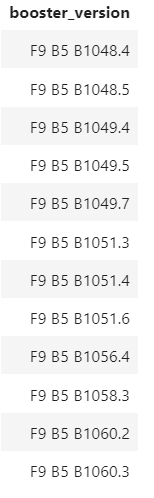 booster_version
F9 B5 B1048.4
F9 B5 B1048.5
F9 B5 B1049.4
F9 B5 B1049.5
F9 B5 B1049.7
F9 B5 B1051.3
F9 B5 B1051.4
F9 B5 B1051.6
F9 B5 B1056.4
F9 B5 B1058.3
F9 B5 B1060.2
F9 B5 B1060.3